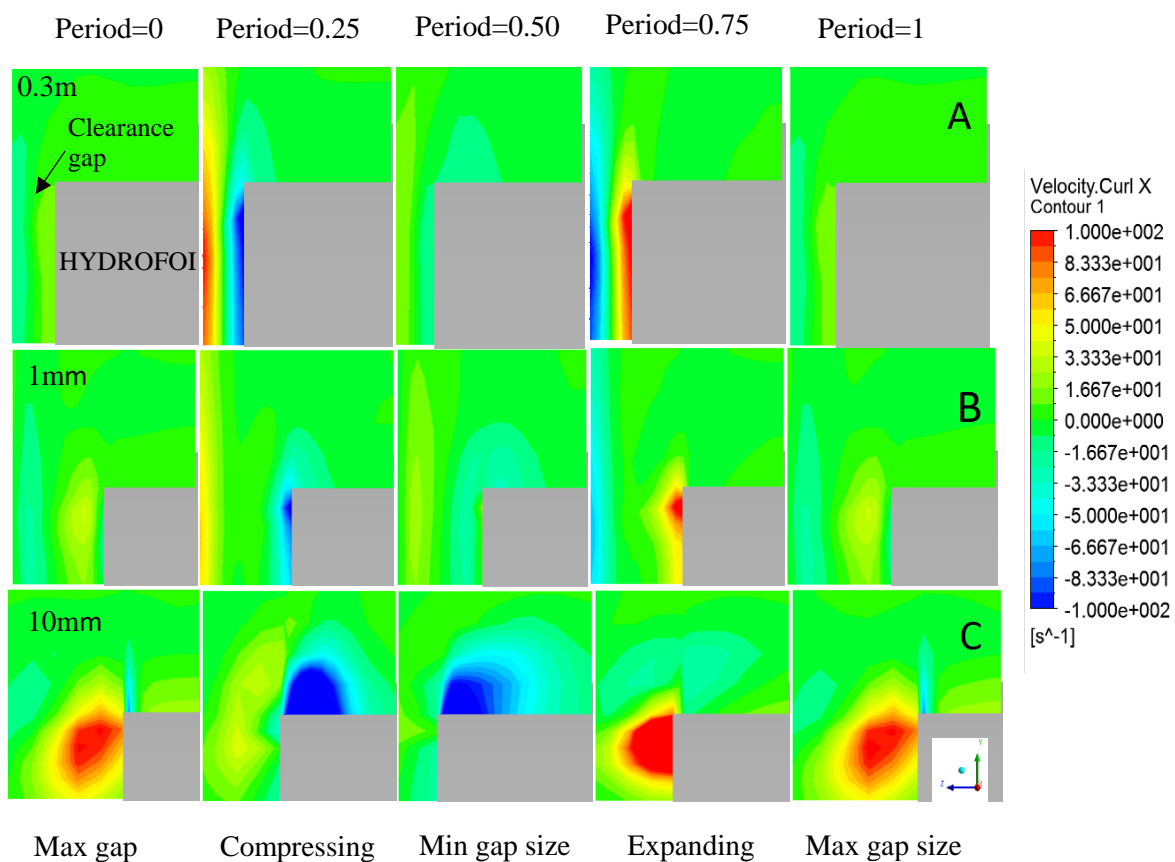 Period=0 Period=0.25 Period=0.50 Period=0.75 Period=1
0.3m
A
Clearance
gap
HYDROFOI
Velocity.Curl X
Contour 1
1.000e+002
8.333e+001
6.667e+001
5.000e+001
3.333e+001
1.667e+001
0.000e+000
-1.667e+001
-3.333e+001
-5.000e+001
-6.667e+001
-8.333e+001
-1.000e+002
[s^-1]
1mm
B
10mm
C
Y
Z
X
Max gap Compressing Min gap size Expanding Max gap size